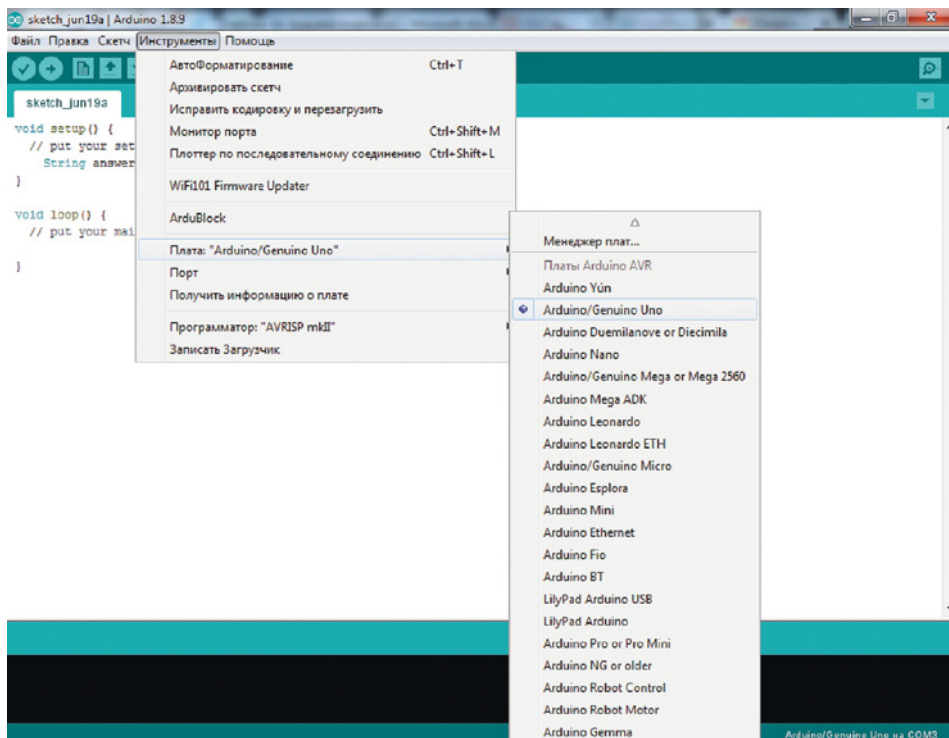 sketch_jun19a | Arduino 1.8.9
Файл Правка Скетч Инструменты Помощь
sketch_jun19a
void setup() {
// put your set
String answer
}
void loop() {
// put your mai
}
АвтоФорматирование Ctrl+T
Архивировать скетч
Исправить кодировку и перезагрузить
Монитор порта Ctrl+Shift+M
Плоттер по последовательному соединению Ctrl+Shift+L
WiFi101 Firmware Updater
ArduBlock
Плата: "Arduino/Genuino Uno"
Порт
Получить информацию о плате
Программатор: "AVRISP mkII"
Записать Загрузчик
Менеджер плат...
Платы Arduino AVR
Arduino Yún
Arduino/Genuino Uno
Arduino Duemilanove or Diecimila
Arduino Nano
Arduino/Genuino Mega or Mega 2560
Arduino Mega ADK
Arduino Leonardo
Arduino Leonardo ETH
Arduino/Genuino Micro
Arduino Esplora
Arduino Mini
Arduino Ethernet
Arduino Fio
Arduino BT
LilyPad Arduino USB
LilyPad Arduino
Arduino Pro or Pro Mini
Arduino NG or older
Arduino Robot Control
Arduino Robot Motor
Arduino Gemma
Arduino/Genuino Uno на COM3